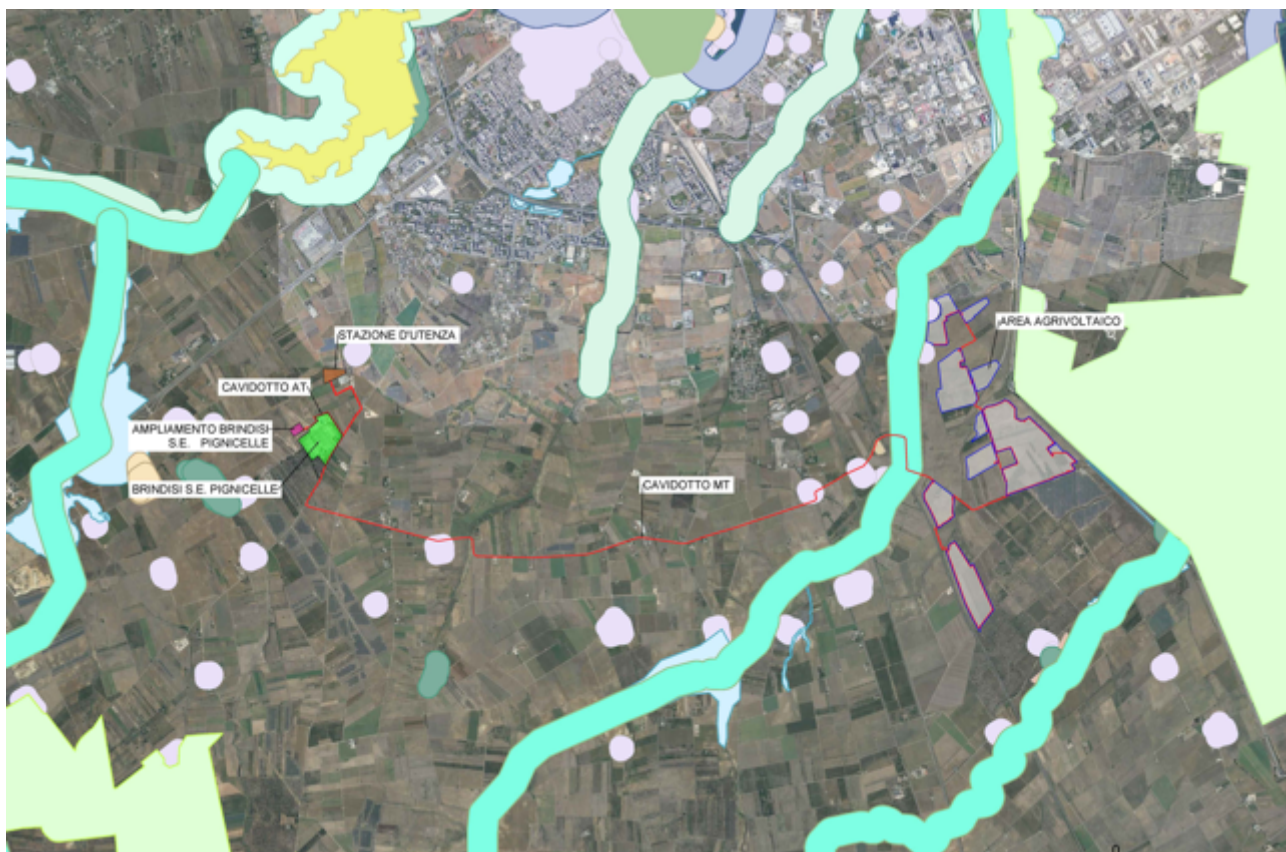 STAZIONE D'UTENZA
AREA AGRIVOLTAICO
CAVIDOTTO AT
AMPLIAMENTO BRINDISI
S.E. PIGNICELLE
BRINDISI S.E. PIGNICELLE
CAVIDOTTO MT